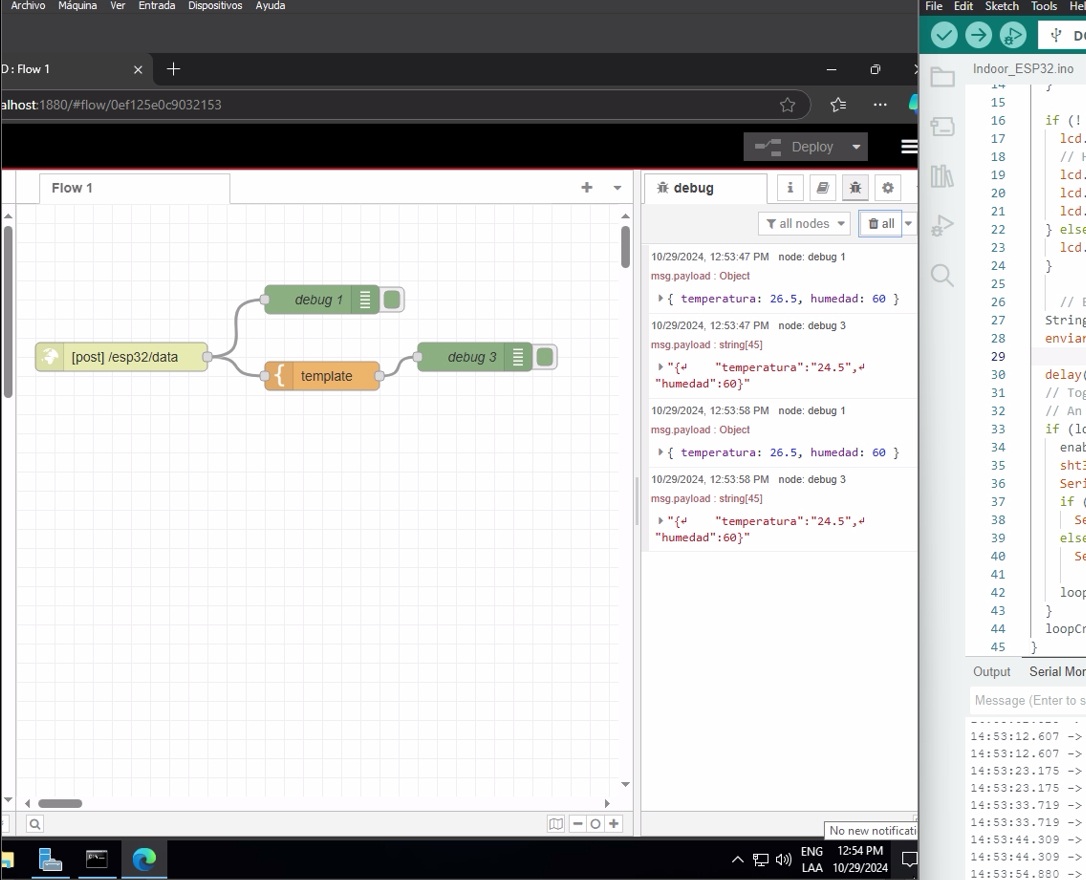 Archivo Máquina Ver Entrada Dispositivos Ayuda
D : Flow 1
alhost:1880/#flow/0ef125e0c9032153
Deploy
Flow 1
debug
all nodes
all
debug 1
[post] /esp32/data
template
debug 3
10/29/2024, 12:53:47 PM node: debug 1
msg.payload : Object
{ temperatura: 26.5, humedad: 60 }
10/29/2024, 12:53:47 PM node: debug 3
msg.payload : string[45]
"{↵ "temperatura":"24.5",↵
"humedad":60}"
10/29/2024, 12:53:58 PM node: debug 1
msg.payload : Object
{ temperatura: 26.5, humedad: 60 }
10/29/2024, 12:53:58 PM node: debug 3
msg.payload : string[45]
"{↵ "temperatura":"24.5",↵
"humedad":60}"
No new notificati
ENG
LAA
12:54 PM
10/29/2024
File Edit Sketch Tools Hel
Indoor_ESP32.ino
14 }
15
16 if (!
17 lcd.
18 // H
19 lcd.
20 lcd.
21 lcd.
22 } else
23 lcd.
24 }
25
26 // E
27 String
28 enviar
29
30 delay(
31 // Tog
32 // An
33 if (lo
34 enab
35 sht3
36 Seri
37 if (
38 Se
39 else
40 Se
41
42 loop
43 }
44 loopCn
45 }
Output Serial Mor
Message (Enter to s
14:53:12.607 ->
14:53:12.607 ->
14:53:23.175 ->
14:53:23.175 ->
14:53:33.719 ->
14:53:33.719 ->
14:53:44.309 ->
14:53:44.309 ->
14:53:54.880 ->